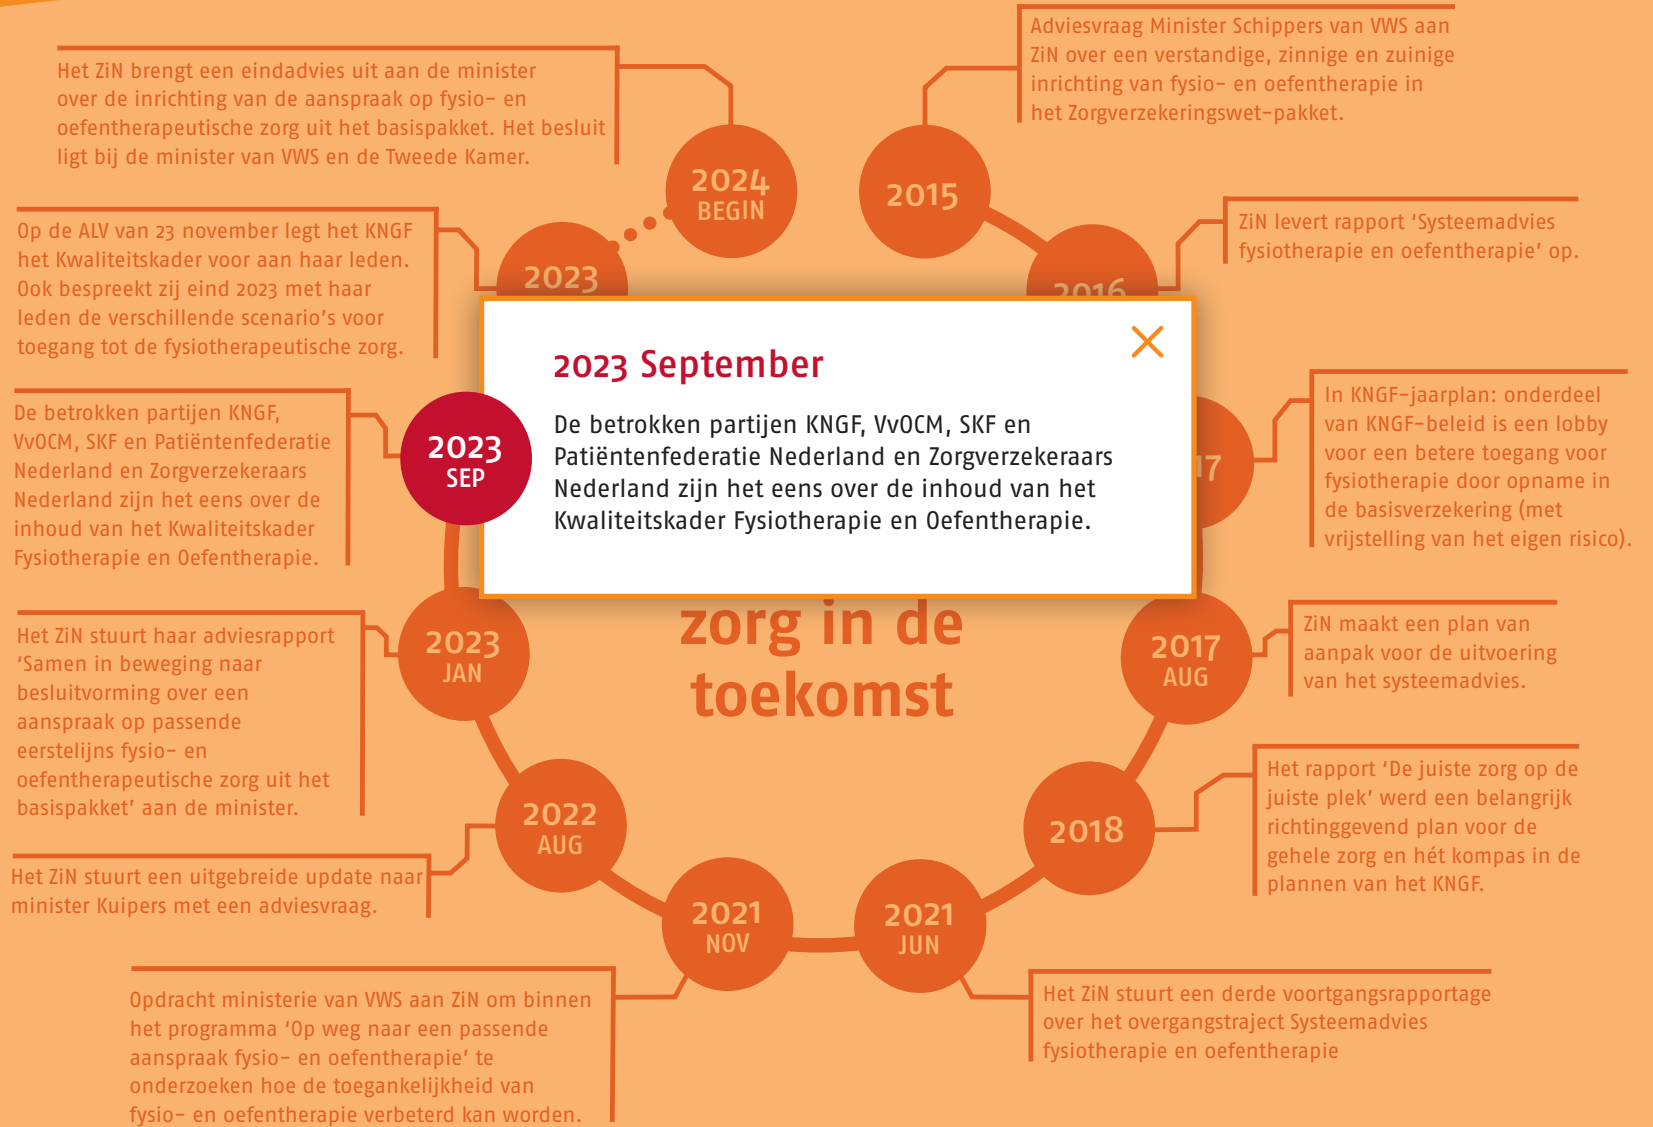 Adviesvraag Minister Schippers van VWS aan
ZiN over een verstandige, zinnige en zuinige
inrichting van fysio- en oefentherapie in
het Zorgverzekeringswet-pakket.
2015
ZiN levert rapport ‘Systeemadvies
fysiotherapie en oefentherapie’ op.
2016
In KNGF-jaarplan: onderdeel
van KNGF-beleid is een lobby
voor een betere toegang voor
fysiotherapie door opname in
de basisverzekering (met
vrijstelling van het eigen risico).
17
ZiN maakt een plan van
aanpak voor de uitvoering
van het systeemadvies.
2017
AUG
Het rapport ‘De juiste zorg op de
juiste plek’ werd een belangrijk
richtinggevend plan voor de
gehele zorg en hét kompas in de
plannen van het KNGF.
2018
Het ZiN stuurt een derde voortgangsrapportage
over het overgangstraject Systeemadvies
fysiotherapie en oefentherapie
2021
JUN
Opdracht ministerie van VWS aan ZiN om binnen
het programma ‘Op weg naar een passende
aanspraak fysio- en oefentherapie’ te
onderzoeken hoe de toegankelijkheid van
fysio- en oefentherapie verbeterd kan worden.
2021
NOV
Het ZiN stuurt een uitgebreide update naar
minister Kuipers met een adviesvraag.
2022
AUG
Het ZiN stuurt haar adviesrapport
‘Samen in beweging naar
besluitvorming over een
aanspraak op passende
eerstelijns fysio- en
oefentherapeutische zorg uit het
basispakket’ aan de minister.
2023
JAN
De betrokken partijen KNGF,
VvOCM, SKF en Patiëntenfederatie
Nederland en Zorgverzekeraars
Nederland zijn het eens over de
inhoud van het Kwaliteitskader
Fysiotherapie en Oefentherapie.
2023
SEP
Op de ALV van 23 november legt het KNGF
het Kwaliteitskader voor aan haar leden.
Ook bespreekt zij eind 2023 met haar
leden de verschillende scenario’s voor
toegang tot de fysiotherapeutische zorg.
2023
Het ZiN brengt een eindadvies uit aan de minister
over de inrichting van de aanspraak op fysio- en
oefentherapeutische zorg uit het basispakket. Het besluit
ligt bij de minister van VWS en de Tweede Kamer.
2024
BEGIN
2023 September
De betrokken partijen KNGF, VvOCM, SKF en
Patiëntenfederatie Nederland en Zorgverzekeraars
Nederland zijn het eens over de inhoud van het
Kwaliteitskader Fysiotherapie en Oefentherapie.
zorg in de
toekomst